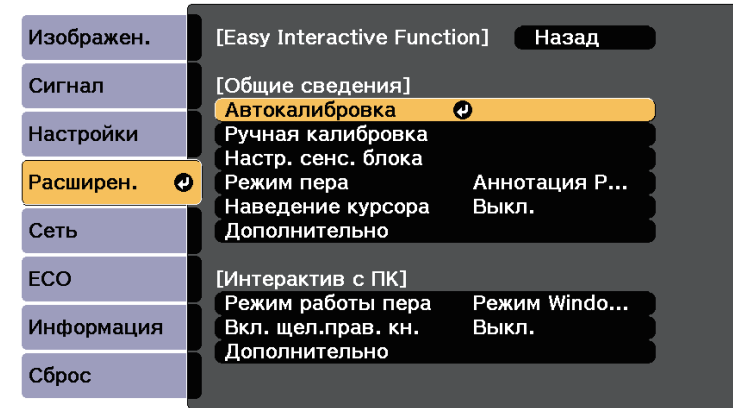 Изображен.
Сигнал
Настройки
Расширен.
Сеть
ECO
Информация
Сброс
[Easy Interactive Function] Назад
[Общие сведения]
Автокалибровка
Ручная калибровка
Настр. сенс. блока
Режим пера Аннотация P...
Наведение курсора Выкл.
Дополнительно
[Интерактив с ПК]
Режим работы пера Режим Windo...
Вкл. щел.прав. кн. Выкл.
Дополнительно